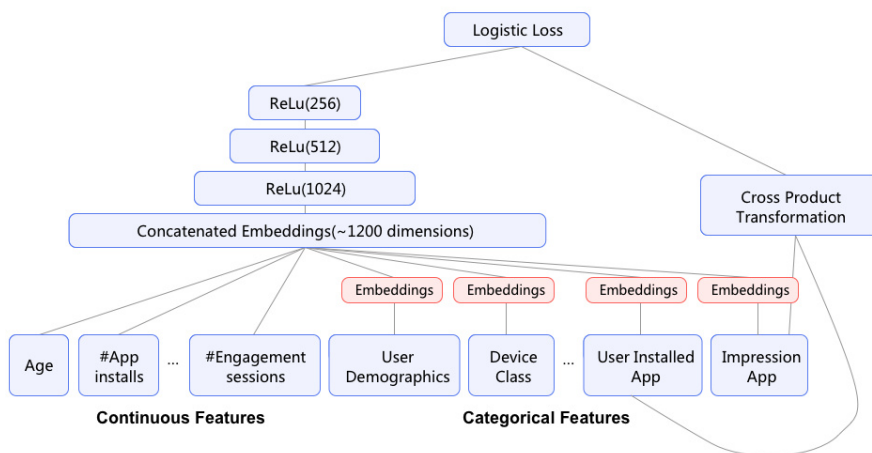 Logistic Loss
ReLu(256)
ReLu(512)
ReLu(1024)
Concatenated Embeddings(~1200 dimensions)
Cross Product
Transformation
Embeddings
Embeddings
Embeddings
Embeddings
Age
#App
installs
...
#Engagement
sessions
User
Demographics
Device
Class
...
User Installed
App
Impression
App
Continuous Features
Categorical Features